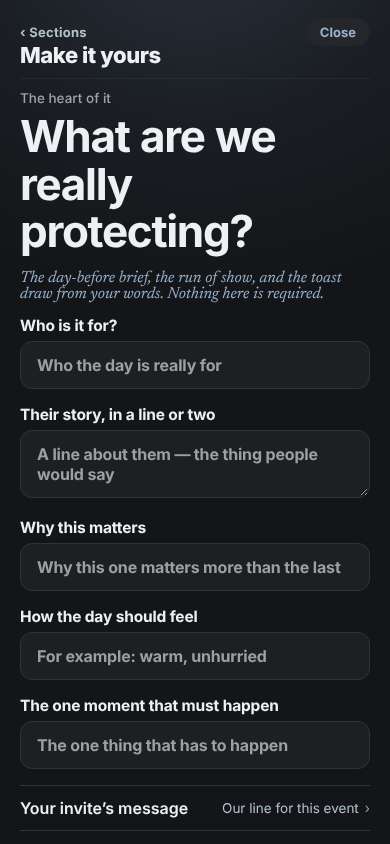 ‹ Sections
Close
Make it yours
The heart of it
What are we
really
protecting?
The day-before brief, the run of show, and the toast
draw from your words. Nothing here is required.
Who is it for?
Who the day is really for
Their story, in a line or two
A line about them — the thing people
would say
Why this matters
Why this one matters more than the last
How the day should feel
For example: warm, unhurried
The one moment that must happen
The one thing that has to happen
Your invite’s message
Our line for this event ›